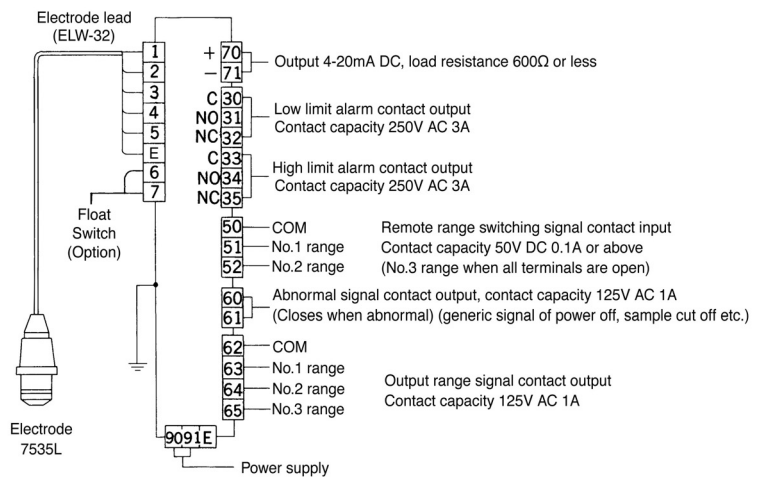 Electrode lead
(ELW-32)
1
2
3
4
5
E
6
7
Float
Switch
(Option)
Electrode
7535L
+ 70
− 71
Output 4-20mA DC, load resistance 600Ω or less
C 30
NO 31
NC 32
Low limit alarm contact output
Contact capacity 250V AC 3A
C 33
NO 34
NC 35
High limit alarm contact output
Contact capacity 250V AC 3A
50 COM
51 No.1 range
52 No.2 range
Remote range switching signal contact input
Contact capacity 50V DC 0.1A or above
(No.3 range when all terminals are open)
60
61
Abnormal signal contact output, contact capacity 125V AC 1A
(Closes when abnormal) (generic signal of power off, sample cut off etc.)
62 COM
63 No.1 range
64 No.2 range
65 No.3 range
Output range signal contact output
Contact capacity 125V AC 1A
90 91 E
Power supply